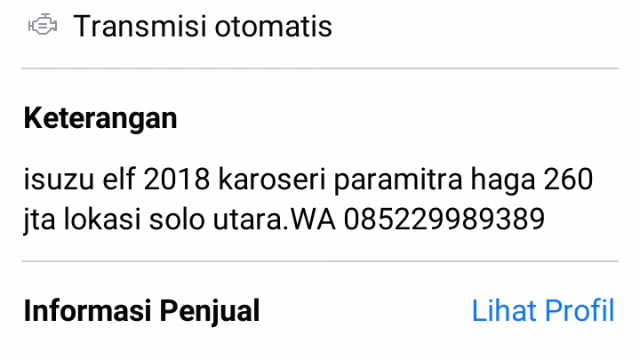 Transmisi otomatis
Keterangan
isuzu elf 2018 karoseri paramitra haga 260
jta lokasi solo utara.WA 085229989389
Informasi Penjual
Lihat Profil